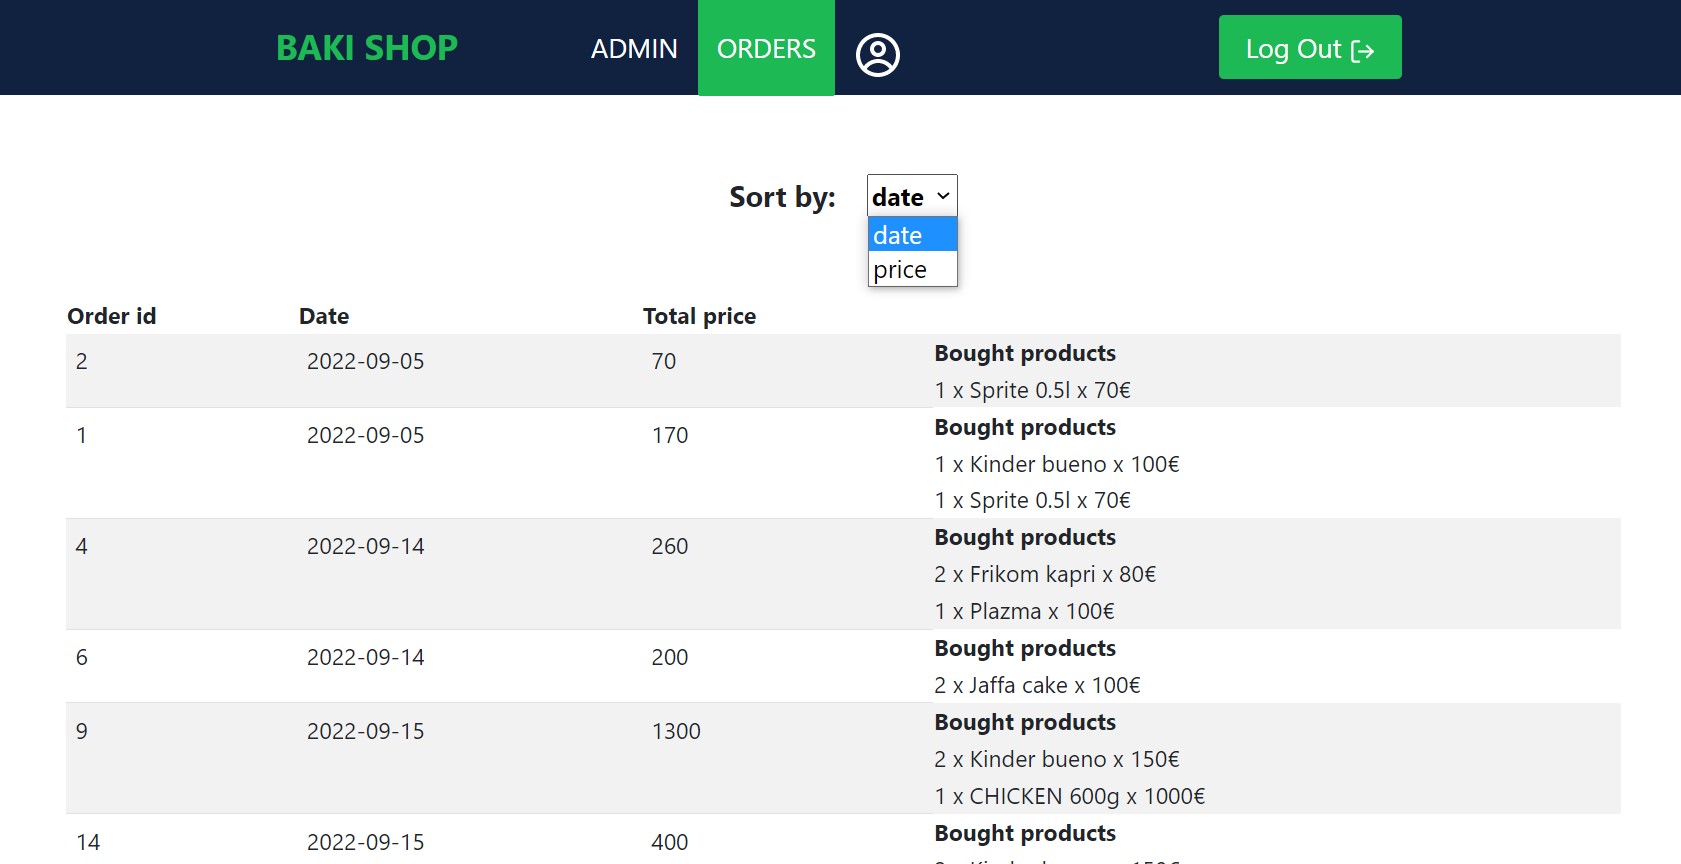 BAKI SHOP ADMIN ORDERS Log Out
Sort by: date
date
price
Order id Date Total price
2 2022-09-05 70 Bought products
1 x Sprite 0.5l x 70€
1 2022-09-05 170 Bought products
1 x Kinder bueno x 100€
1 x Sprite 0.5l x 70€
4 2022-09-14 260 Bought products
2 x Frikom kapri x 80€
1 x Plazma x 100€
6 2022-09-14 200 Bought products
2 x Jaffa cake x 100€
9 2022-09-15 1300 Bought products
2 x Kinder bueno x 150€
1 x CHICKEN 600g x 1000€
14 2022-09-15 400 Bought products